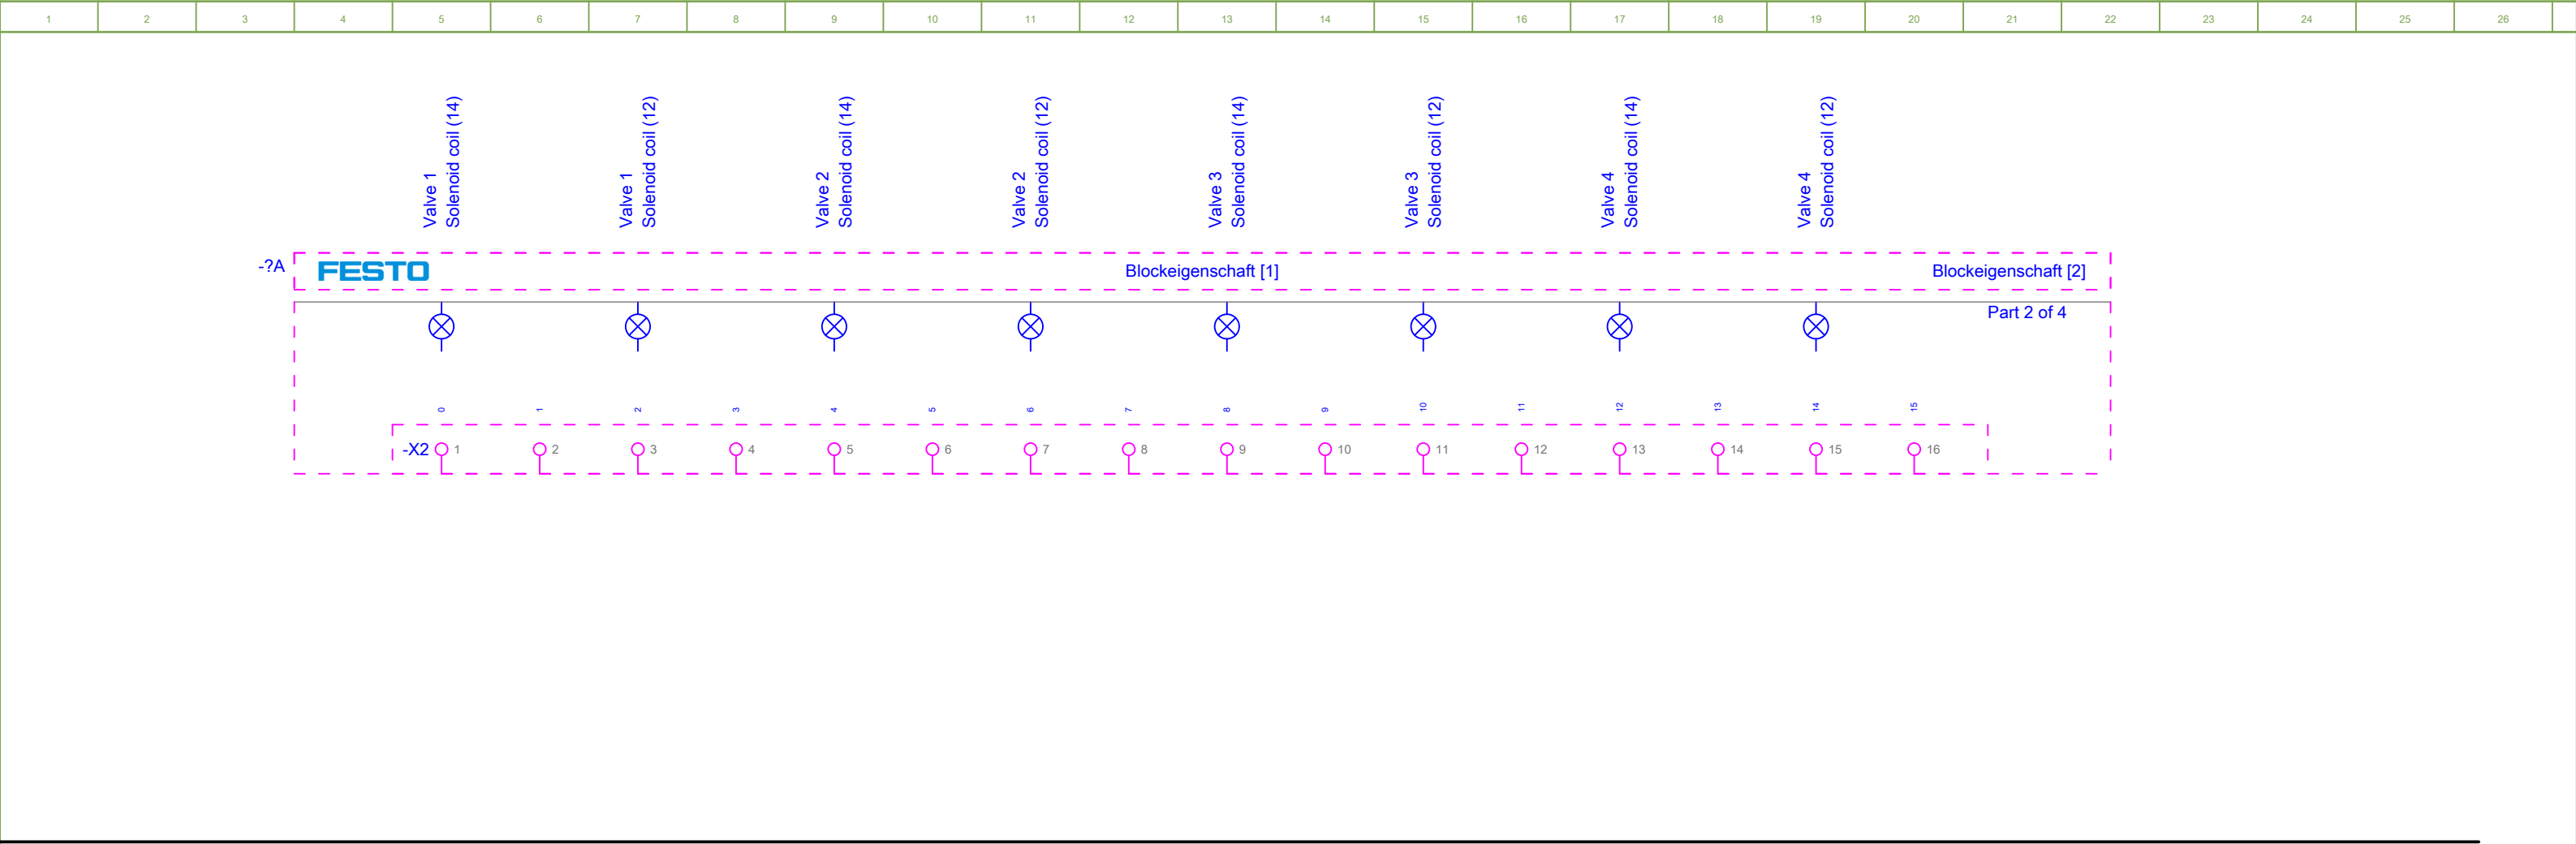 1 2 3 4 5 6 7 8 9 10 11 12 13 14 15 16 17 18 19 20 21 22 23 24 25 26
Valve 1
Solenoid coil (14)
Valve 1
Solenoid coil (12)
Valve 2
Solenoid coil (14)
Valve 2
Solenoid coil (12)
Valve 3
Solenoid coil (14)
Valve 3
Solenoid coil (12)
Valve 4
Solenoid coil (14)
Valve 4
Solenoid coil (12)
-?A FESTO Blockeigenschaft [1] Blockeigenschaft [2]
Part 2 of 4
0 1 2 3 4 5 6 7 8 9 10 11 12 13 14 15
-X2 1 2 3 4 5 6 7 8 9 10 11 12 13 14 15 16